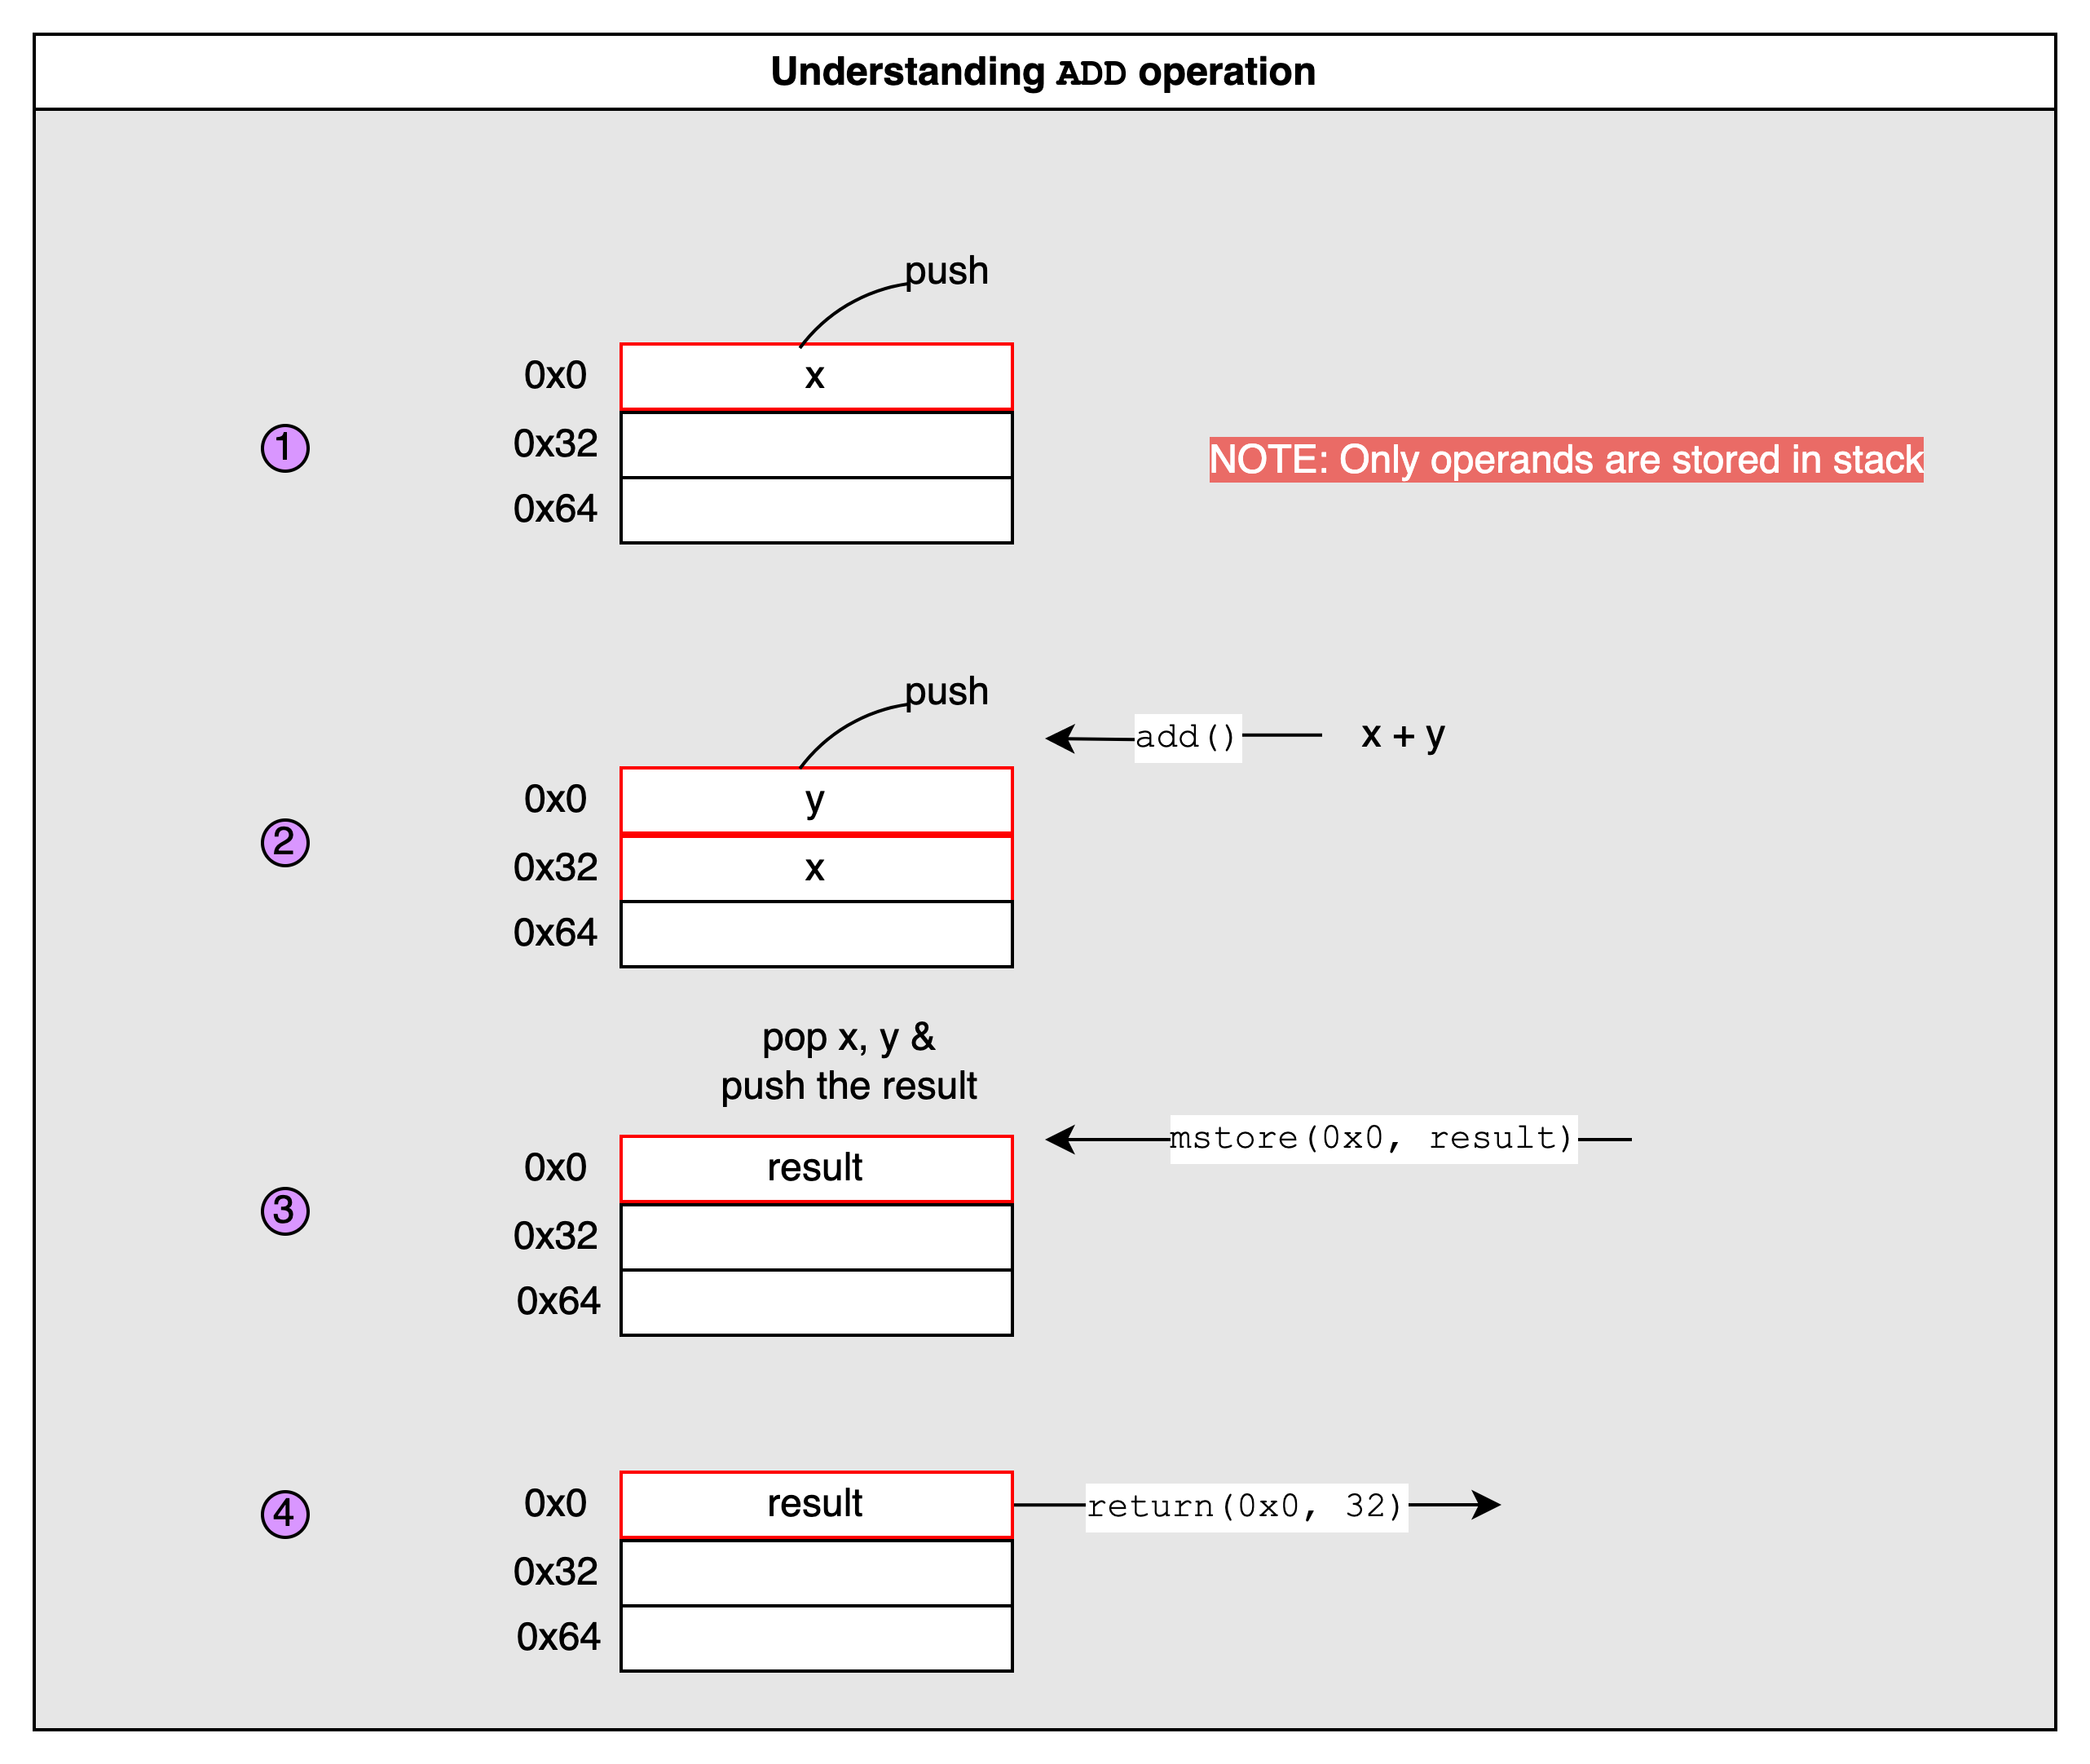 Understanding ADD operation
push
0x0
x
1
0x32
0x64
NOTE: Only operands are stored in stack
push
add()
x + y
0x0
y
2
0x32
x
0x64
pop x, y &
push the result
mstore(0x0, result)
0x0
result
3
0x32
0x64
0x0
result
return(0x0, 32)
4
0x32
0x64